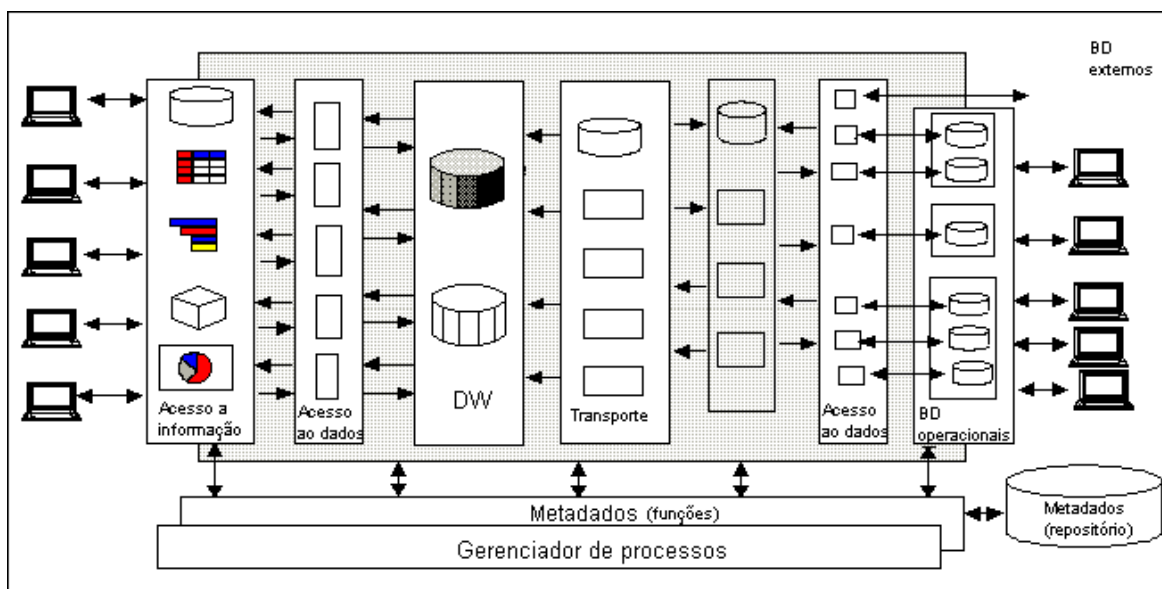 BD
externos
Acesso a
informação
Acesso
ao dados
DW
Transporte
Acesso
ao dados
BD
operacionais
Metadados (funções)
Metadados
(repositório)
Gerenciador de processos